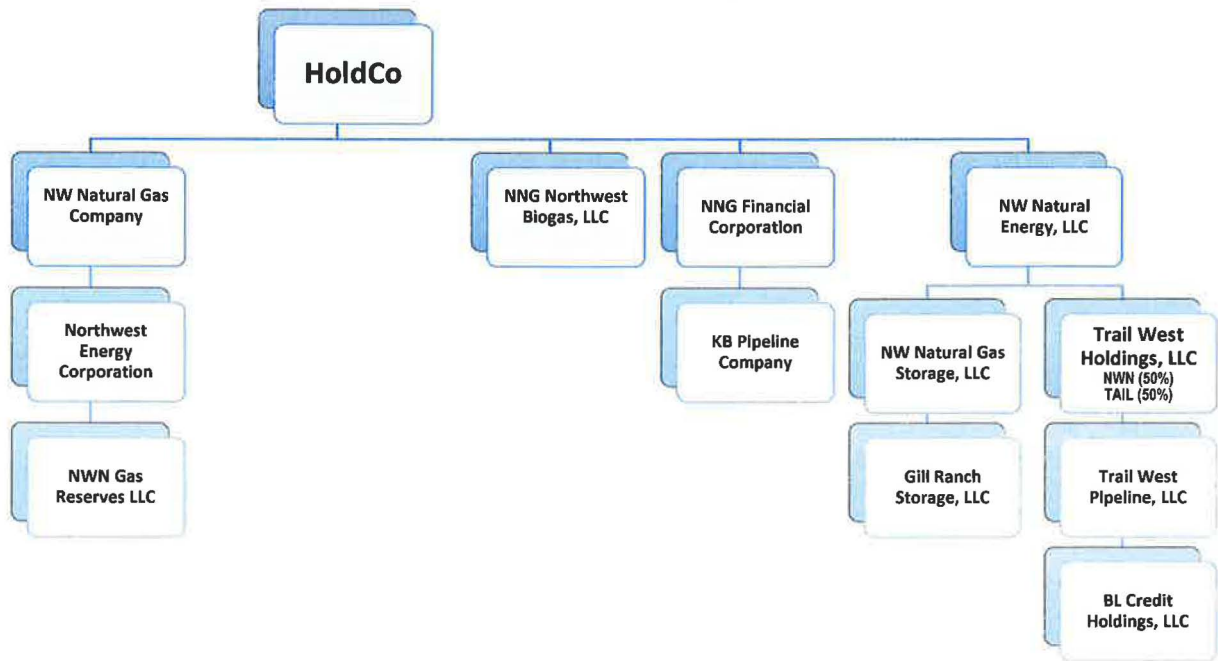 HoldCo
NW Natural Gas
Company
NNG Northwest
Biogas, LLC
NNG Financial
Corporation
NW Natural
Energy, LLC
Northwest
Energy
Corporation
KB Pipeline
Company
NW Natural Gas
Storage, LLC
Trail West
Holdings, LLC
NWN (50%)
TAIL (50%)
NWN Gas
Reserves LLC
Gill Ranch
Storage, LLC
Trail West
Pipeline, LLC
BL Credit
Holdings, LLC